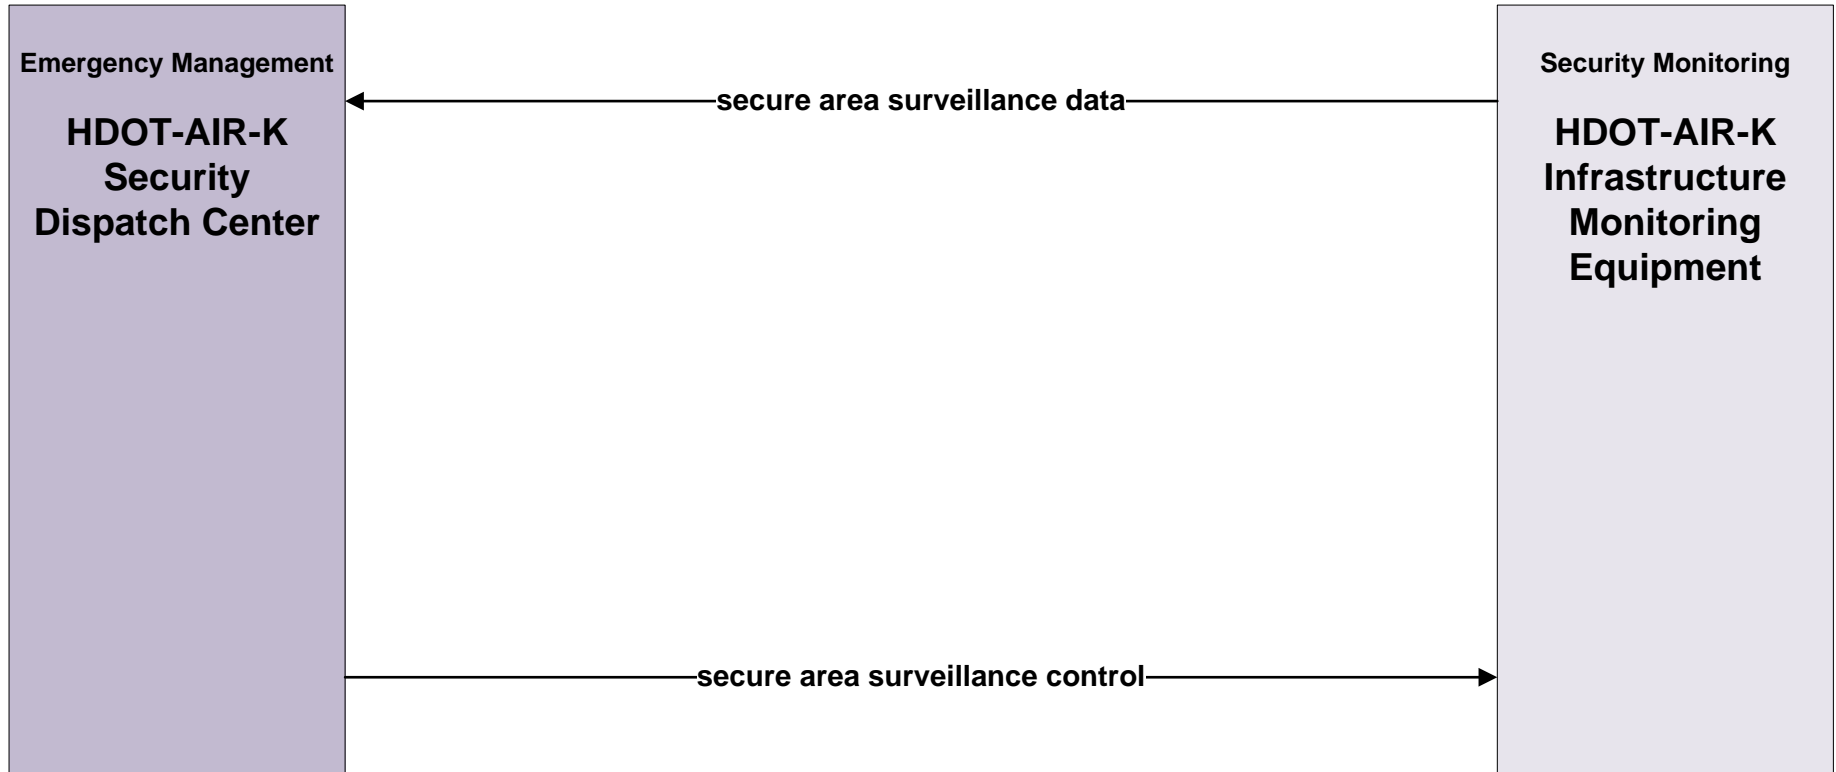 Emergency Management
HDOT-AIR-K
Security
Dispatch Center
secure area surveillance data
secure area surveillance control
Security Monitoring
HDOT-AIR-K
Infrastructure
Monitoring
Equipment